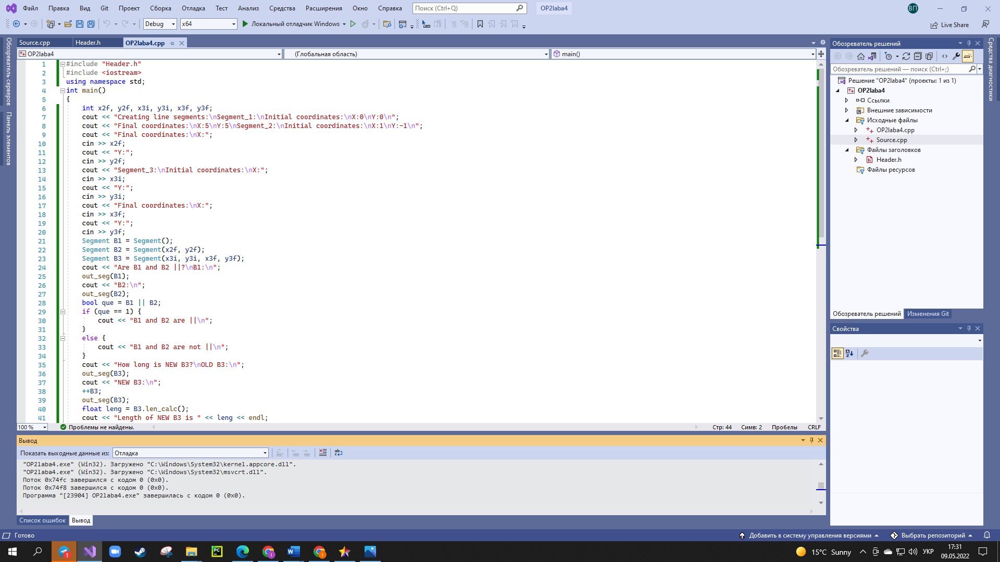 Файл Правка Вид Git Проект Сборка Отладка Тест Анализ Средства Расширения Окно Справка Поиск (Ctrl+Q) OP2laba4 ВП
Debug x64 Локальный отладчик Windows Live Share
Обозреватель серверов
Панель элементов
Source.cpp Header.h OP2laba4.cpp
OP2laba4 (Глобальная область) main()
1 #include "Header.h"
2 #include <iostream>
3 using namespace std;
4 int main()
5 {
6 int x2f, y2f, x3i, y3i, x3f, y3f;
7 cout << "Creating line segments:\nSegment_1:\nInitial coordinates:\nX:0\nY:0\n";
8 cout << "Final coordinates:\nX:5\nY:5\nSegment_2:\nInitial coordinates:\nX:1\nY:-1\n";
9 cout << "Final coordinates:\nX:";
10 cin >> x2f;
11 cout << "Y:";
12 cin >> y2f;
13 cout << "Segment_3:\nInitial coordinates:\nX:";
14 cin >> x3i;
15 cout << "Y:";
16 cin >> y3i;
17 cout << "Final coordinates:\nX:";
18 cin >> x3f;
19 cout << "Y:";
20 cin >> y3f;
21 Segment B1 = Segment();
22 Segment B2 = Segment(x2f, y2f);
23 Segment B3 = Segment(x3i, y3i, x3f, y3f);
24 cout << "Are B1 and B2 ||?\nB1:\n";
25 out_seg(B1);
26 cout << "B2:\n";
27 out_seg(B2);
28 bool que = B1 || B2;
29 if (que == 1) {
30 cout << "B1 and B2 are ||\n";
31 }
32 else {
33 cout << "B1 and B2 are not ||\n";
34 }
35 cout << "How long is NEW B3?\nOLD B3:\n";
36 out_seg(B3);
37 cout << "NEW B3:\n";
38 ++B3;
39 out_seg(B3);
40 float leng = B3.len_calc();
41 cout << "Length of NEW B3 is " << leng << endl;
100 % Проблемы не найдены. Стр: 44 Симв: 2 Пробелы CRLF
Вывод
Показать выходные данные из: Отладка
"OP2laba4.exe" (Win32). Загружено "C:\Windows\System32\kernel.appcore.dll".
"OP2laba4.exe" (Win32). Загружено "C:\Windows\System32\msvcrt.dll".
Поток 0x74fc завершился с кодом 0 (0x0).
Поток 0x74f8 завершился с кодом 0 (0x0).
Программа "[23904] OP2laba4.exe" завершилась с кодом 0 (0x0).
Список ошибок Вывод
Обозреватель решений
Обозреватель решений — поиск (Ctrl+;)
Решение "OP2laba4" (проекты: 1 из 1)
OP2laba4
Ссылки
Внешние зависимости
Исходные файлы
OP2laba4.cpp
Source.cpp
Файлы заголовков
Header.h
Файлы ресурсов
Обозреватель решений Изменения Git
Свойства
Средства диагностики
Готово Добавить в систему управления версиями Выбрать репозиторий
1 PC 15°C Sunny УКР 17:31
09.05.2022